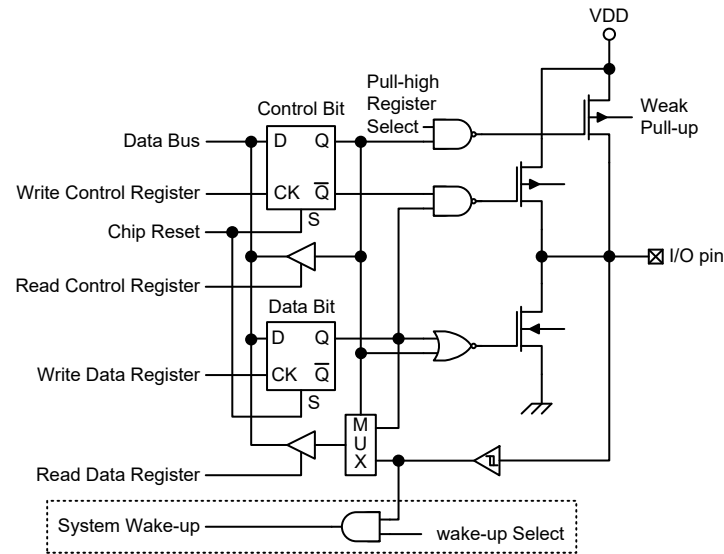 VDD
Pull-high
Register
Select
Control Bit
Weak
Pull-up
Data Bus
D
Q
Write Control Register
CK
Q
S
Chip Reset
I/O pin
Read Control Register
Data Bit
D
Q
Write Data Register
CK
Q
S
M
U
X
Read Data Register
System Wake-up
wake-up Select